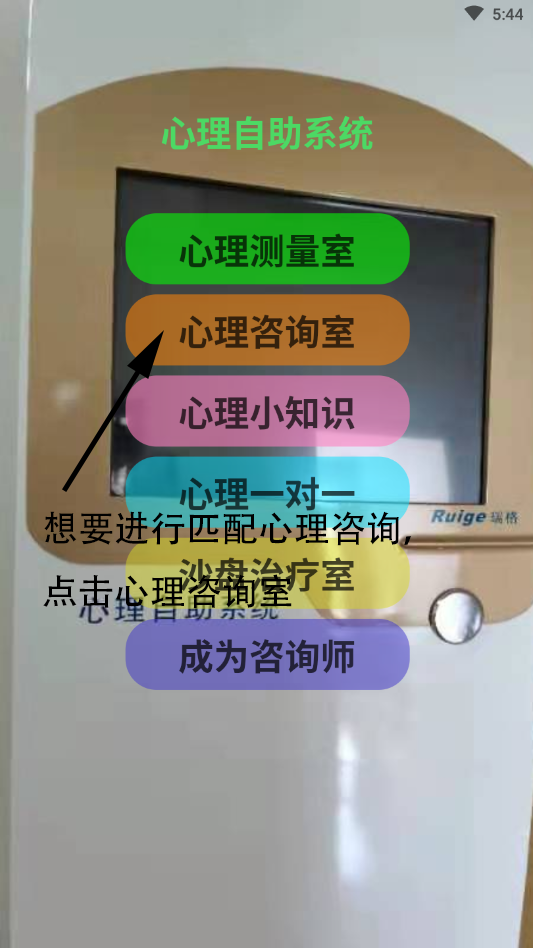 5:44
心理自助系统
心理测量室
心理咨询室
心理小知识
心理一对一
Ruige 瑞格
想要进行匹配心理咨询,
沙盘治疗室
点击心理咨询室
心理自助系统
成为咨询师